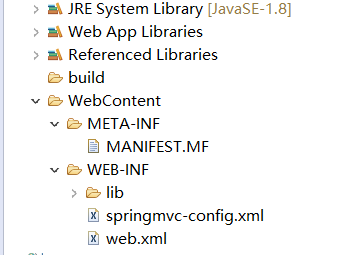 JRE System Library [JavaSE-1.8]
Web App Libraries
Referenced Libraries
build
WebContent
META-INF
MANIFEST.MF
WEB-INF
lib
springmvc-config.xml
web.xml